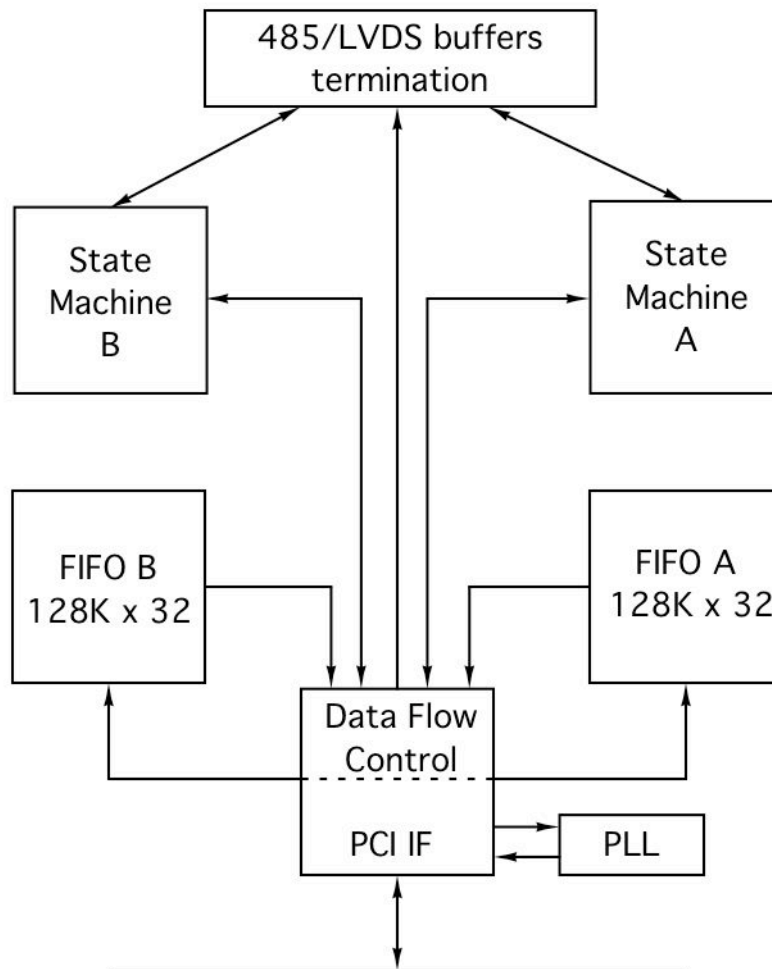 485/LVDS buffers
termination
State
Machine
B
State
Machine
A
FIFO B
128K x 32
FIFO A
128K x 32
Data Flow
Control
PCI IF
PLL